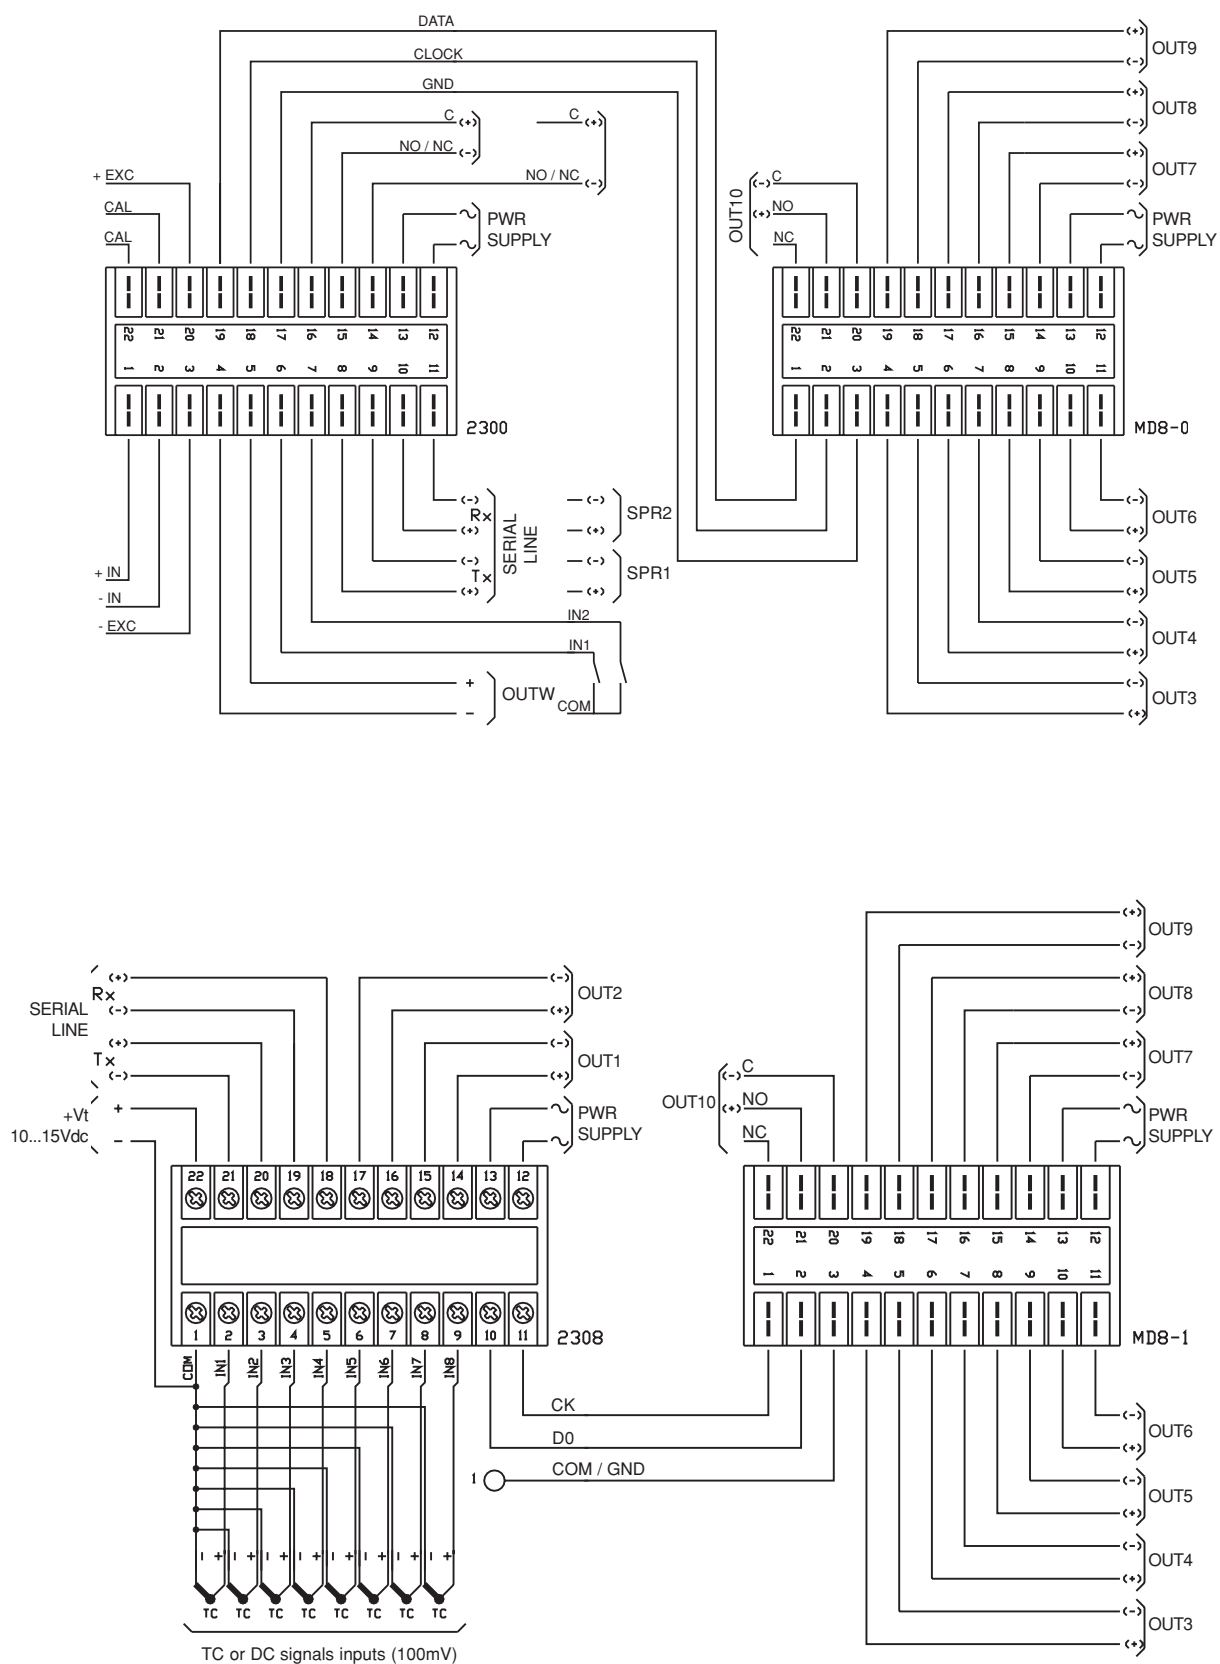 DATA
CLOCK
GND
C (+) C (+)
NO / NC (-)
NO / NC (-)
+ EXC
CAL
CAL
PWR
SUPPLY
22 21 20 19 18 17 16 15 14 13 12
1 2 3 4 5 6 7 8 9 10 11
2300
(-)
Rx
(+)
(-)
Tx
(+)
SERIAL
LINE
(-)
(+)
SPR2
(-)
(+)
SPR1
+ IN
- IN
- EXC
IN2
IN1
+
-
OUTW
COM
(+)
(-)
OUT9
(+)
(-)
OUT8
(+)
(-)
OUT7
PWR
SUPPLY
OUT10
(-) C
(+) NO
NC
22 21 20 19 18 17 16 15 14 13 12
1 2 3 4 5 6 7 8 9 10 11
MD8-0
(-)
(+)
OUT6
(-)
(+)
OUT5
(-)
(+)
OUT4
(-)
(+)
OUT3
SERIAL
LINE
(+)
Rx
(-)
(+)
Tx
(-)
+Vt
10...15Vdc
+
-
(-)
(+)
OUT2
(-)
(+)
OUT1
PWR
SUPPLY
22 21 20 19 18 17 16 15 14 13 12
1 2 3 4 5 6 7 8 9 10 11
2308
COM IN1 IN2 IN3 IN4 IN5 IN6 IN7 IN8
CK
D0
COM / GND
1
- + - + - + - + - + - + - + - +
TC TC TC TC TC TC TC TC
TC or DC signals inputs (100mV)
(+)
(-)
OUT9
(+)
(-)
OUT8
(+)
(-)
OUT7
PWR
SUPPLY
OUT10
(-) C
(+) NO
NC
22 21 20 19 18 17 16 15 14 13 12
1 2 3 4 5 6 7 8 9 10 11
MD8-1
(-)
(+)
OUT6
(-)
(+)
OUT5
(-)
(+)
OUT4
(-)
(+)
OUT3